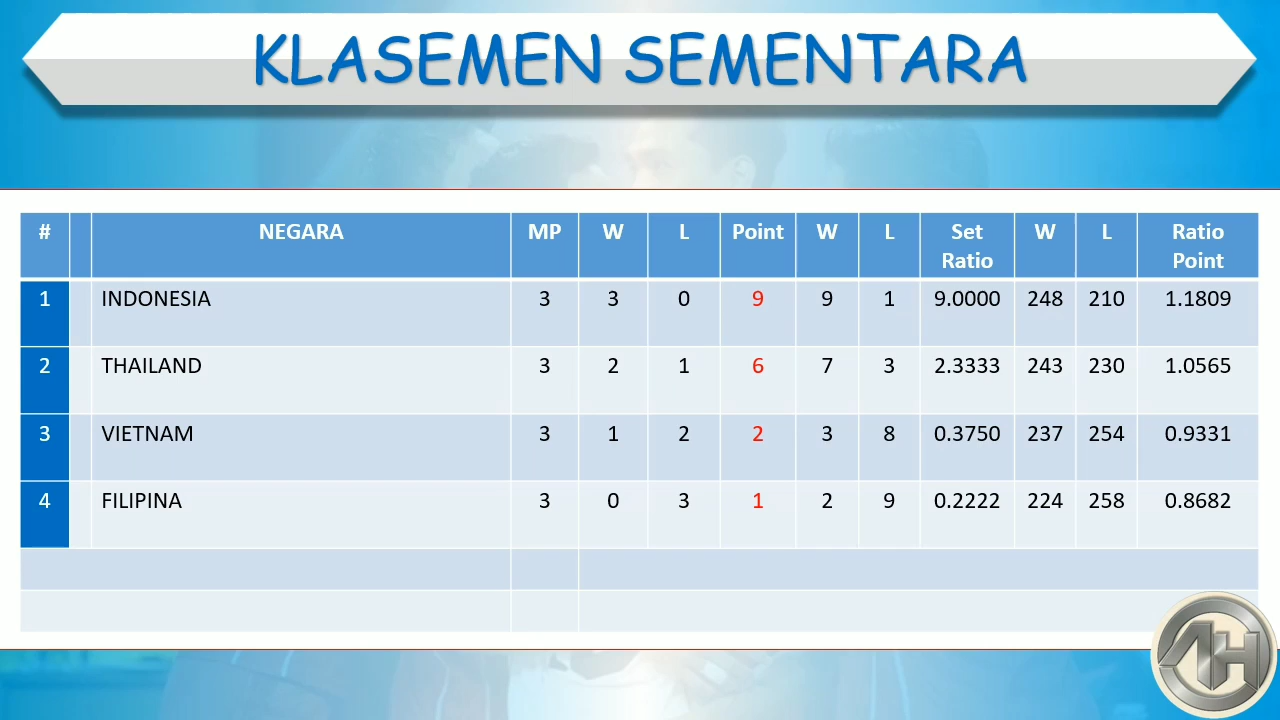 KLASEMEN SEMENTARA
# NEGARA MP W L Point W L Set Ratio W L Ratio Point
1 INDONESIA 3 3 0 9 9 1 9.0000 248 210 1.1809
2 THAILAND 3 2 1 6 7 3 2.3333 243 230 1.0565
3 VIETNAM 3 1 2 2 3 8 0.3750 237 254 0.9331
4 FILIPINA 3 0 3 1 2 9 0.2222 224 258 0.8682
AH